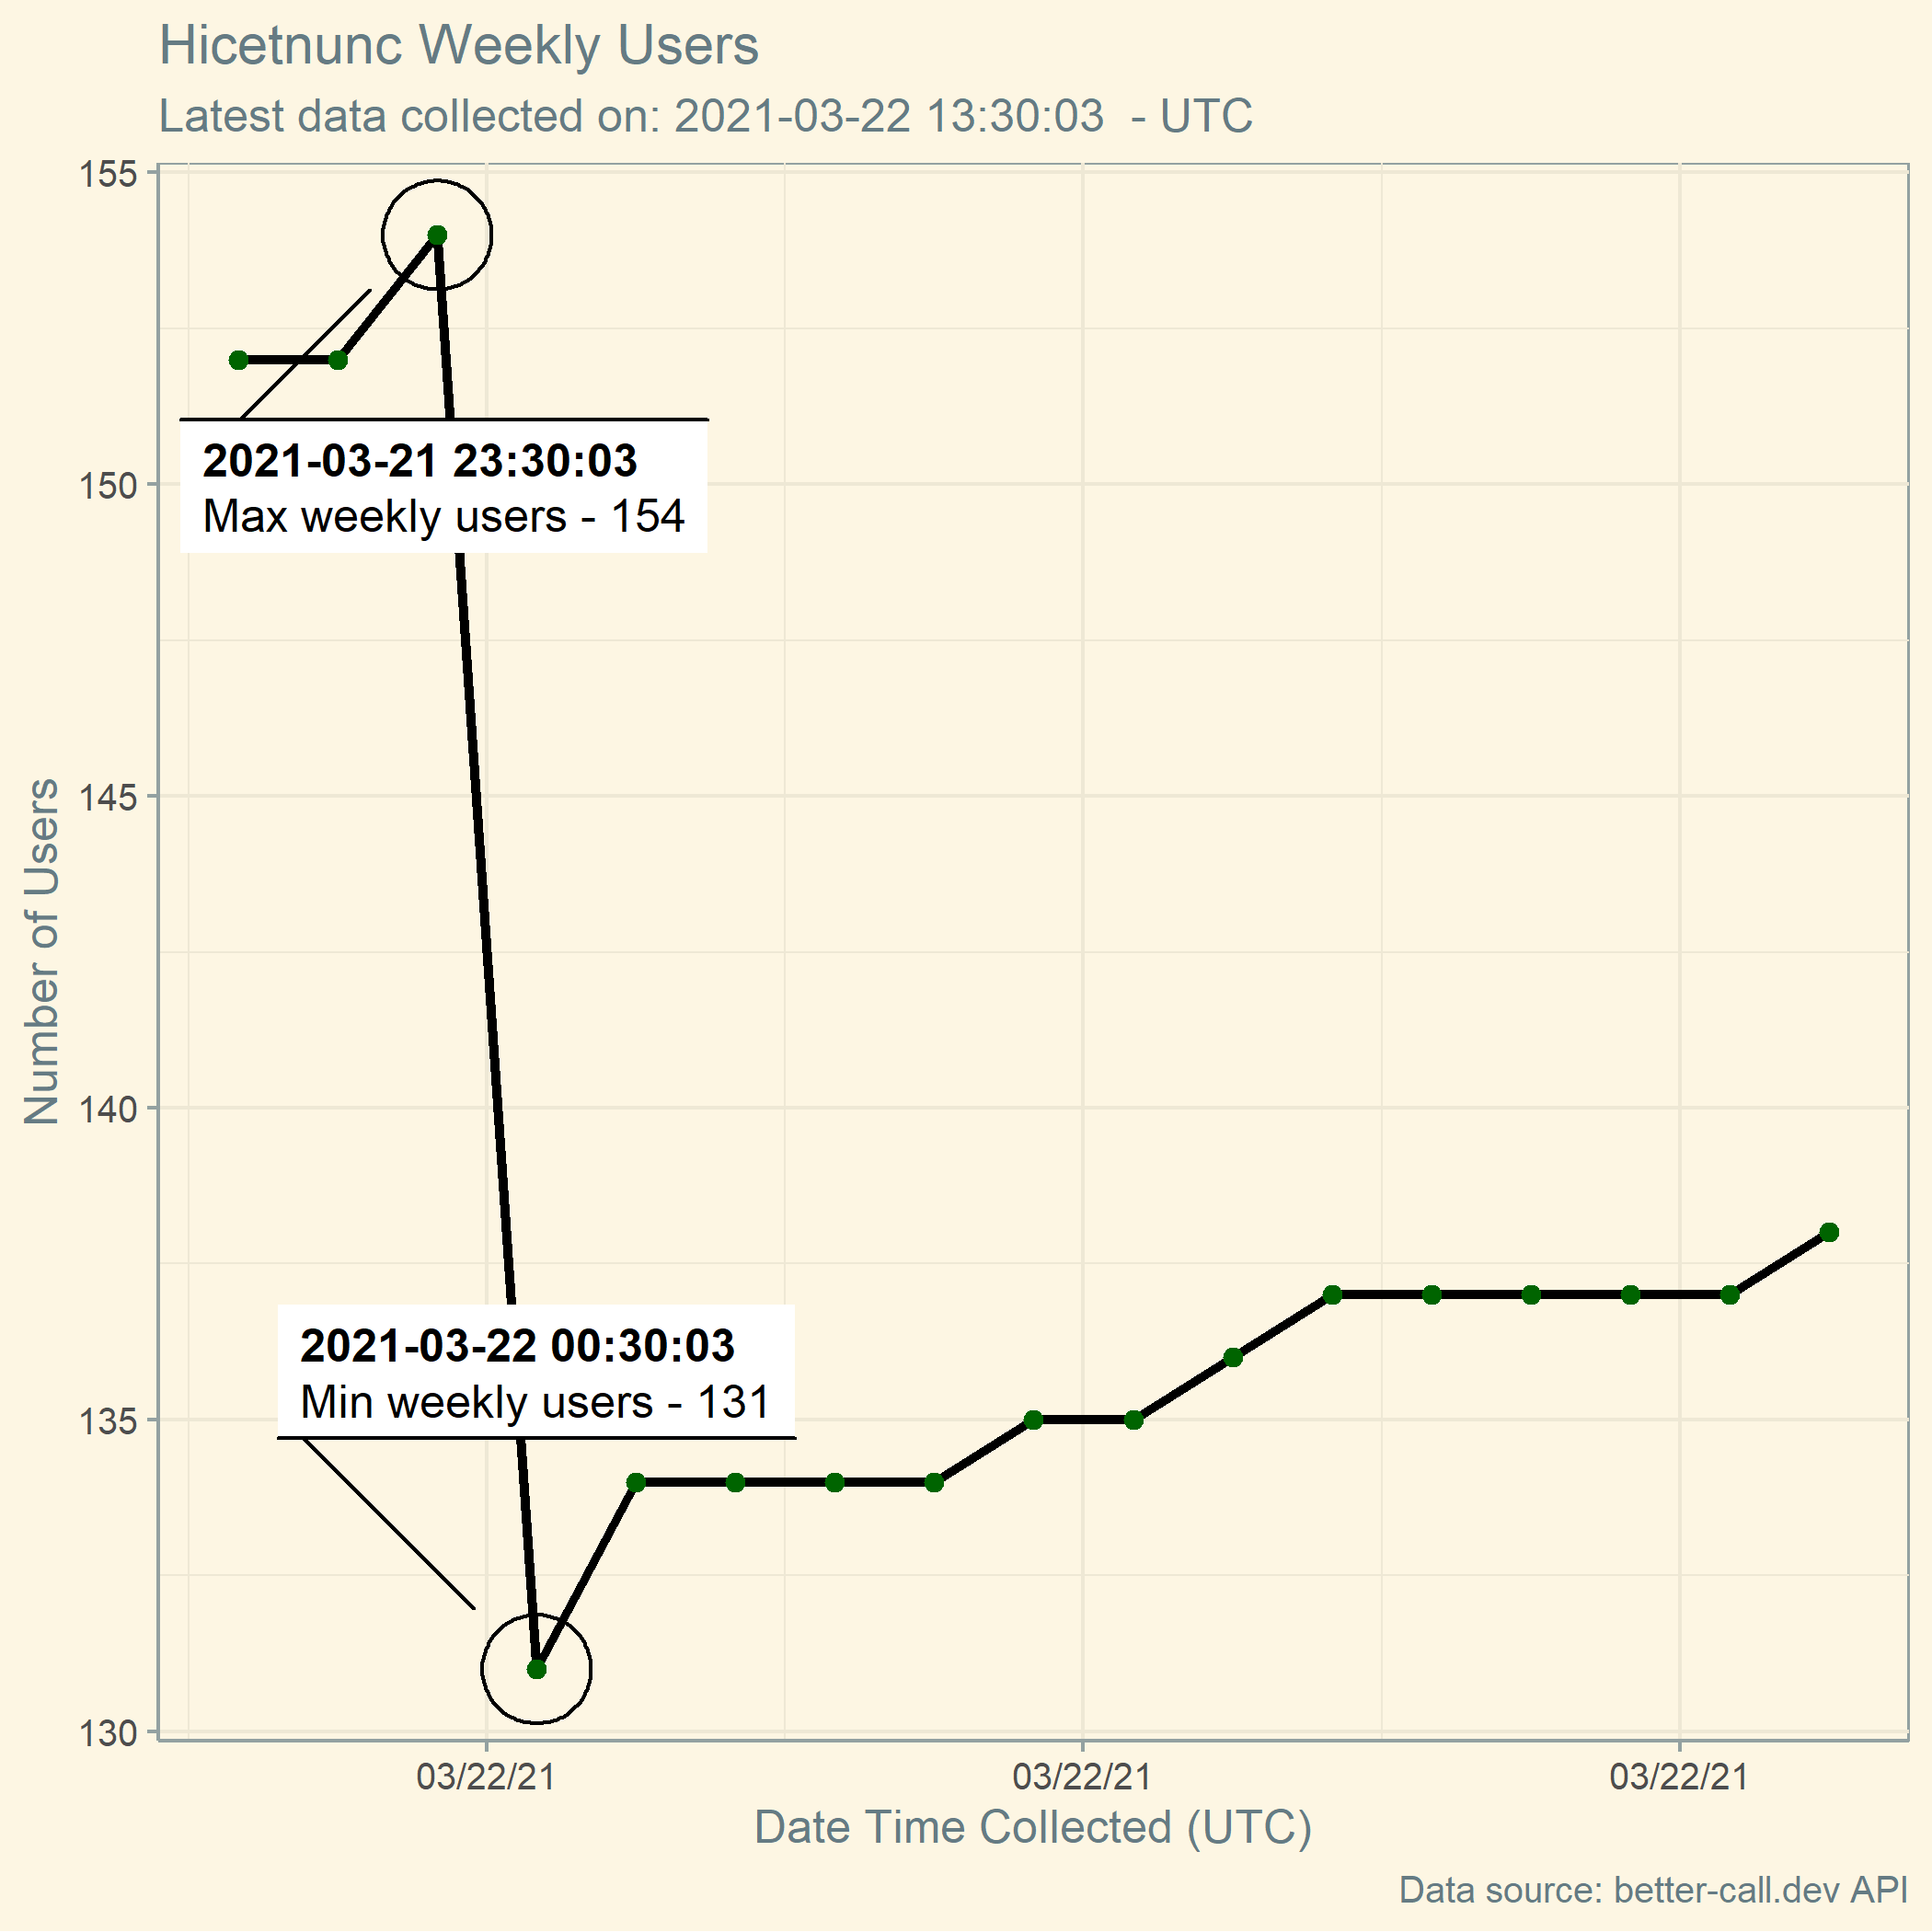 Hicetnunc Weekly Users
Latest data collected on: 2021-03-22 13:30:03  - UTC
155
150
145
140
135
130
Number of Users
2021-03-21 23:30:03
Max weekly users - 154
2021-03-22 00:30:03
Min weekly users - 131
03/22/21
03/22/21
03/22/21
Date Time Collected (UTC)
Data source: better-call.dev API